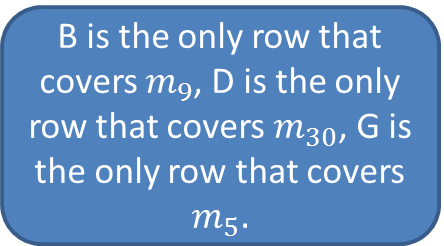 B is the only row that
covers m₉, D is the only
row that covers m₃₀, G is
the only row that covers
m₅.